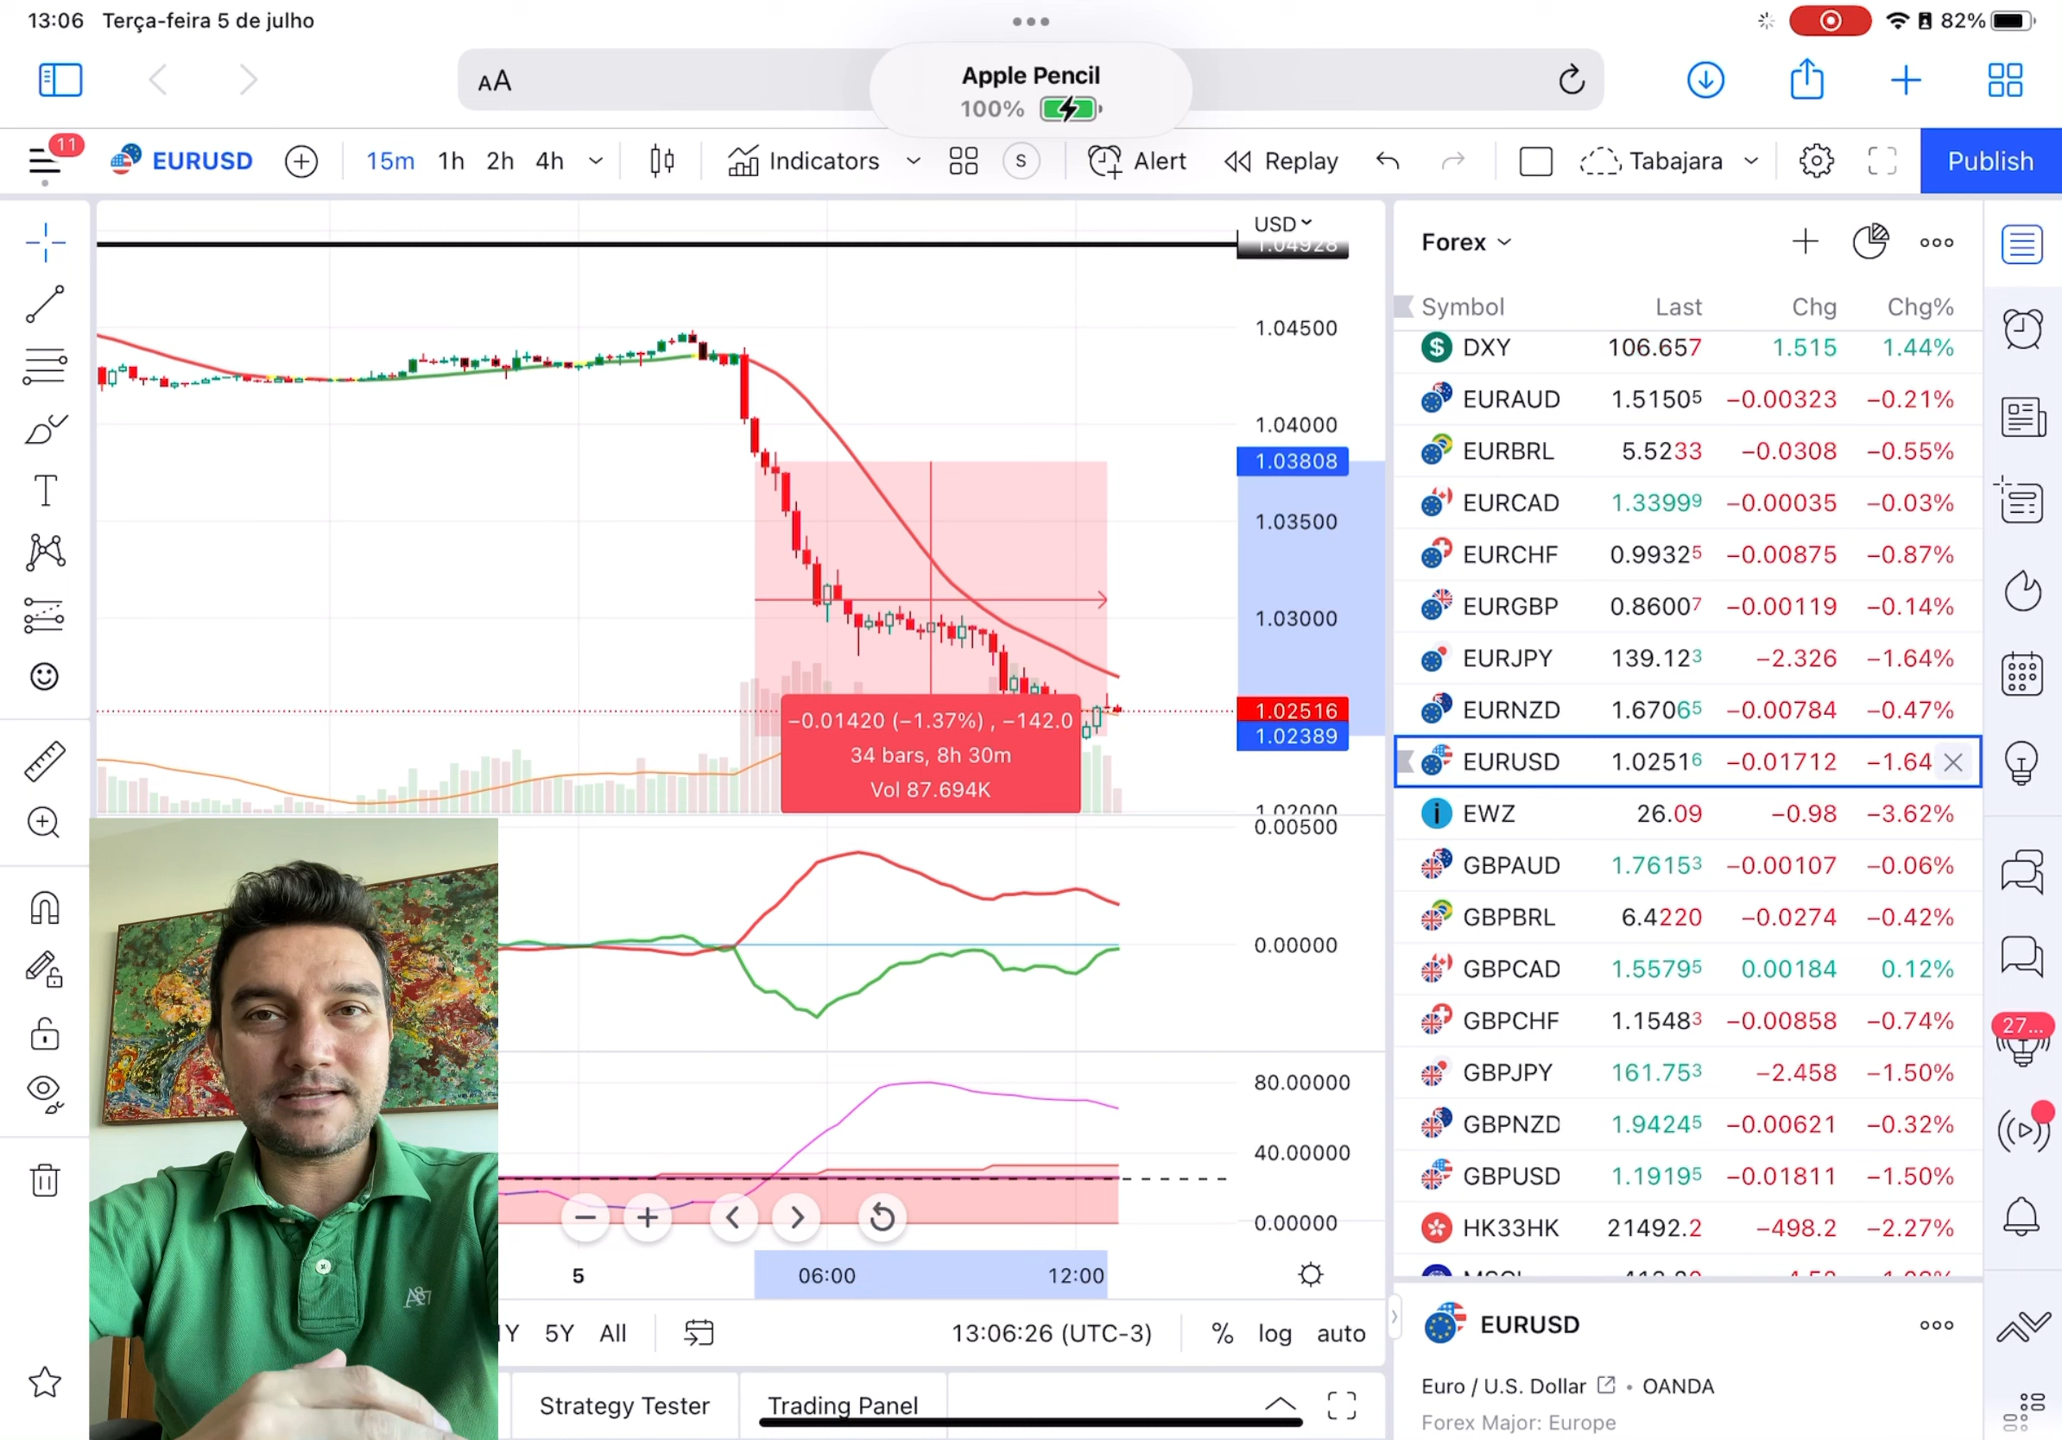 13:06 Terça-feira 5 de julho
82%
AA
Apple Pencil
100%
11
EURUSD
15m 1h 2h 4h
Indicators
S
Alert
Replay
Tabajara
Publish
USD
1.04928
1.04500
1.04000
1.03808
1.03500
1.03000
1.02516
1.02389
1.02000
−0.01420 (−1.37%) , −142.0
34 bars, 8h 30m
Vol 87.694K
0.00500
0.00000
80.00000
40.00000
0.00000
5 06:00 12:00
Y 5Y All
13:06:26 (UTC-3)
% log auto
Strategy Tester
Trading Panel
Forex
Symbol Last Chg Chg%
DXY 106.657 1.515 1.44%
EURAUD 1.51505 −0.00323 −0.21%
EURBRL 5.5233 −0.0308 −0.55%
EURCAD 1.33999 −0.00035 −0.03%
EURCHF 0.99325 −0.00875 −0.87%
EURGBP 0.86007 −0.00119 −0.14%
EURJPY 139.123 −2.326 −1.64%
EURNZD 1.67065 −0.00784 −0.47%
EURUSD 1.02516 −0.01712 −1.64
EWZ 26.09 −0.98 −3.62%
GBPAUD 1.76153 −0.00107 −0.06%
GBPBRL 6.4220 −0.0274 −0.42%
GBPCAD 1.55795 0.00184 0.12%
GBPCHF 1.15483 −0.00858 −0.74%
GBPJPY 161.753 −2.458 −1.50%
GBPNZD 1.94245 −0.00621 −0.32%
GBPUSD 1.19195 −0.01811 −1.50%
HK33HK 21492.2 −498.2 −2.27%
27...
EURUSD
Euro / U.S. Dollar • OANDA
Forex Major: Europe